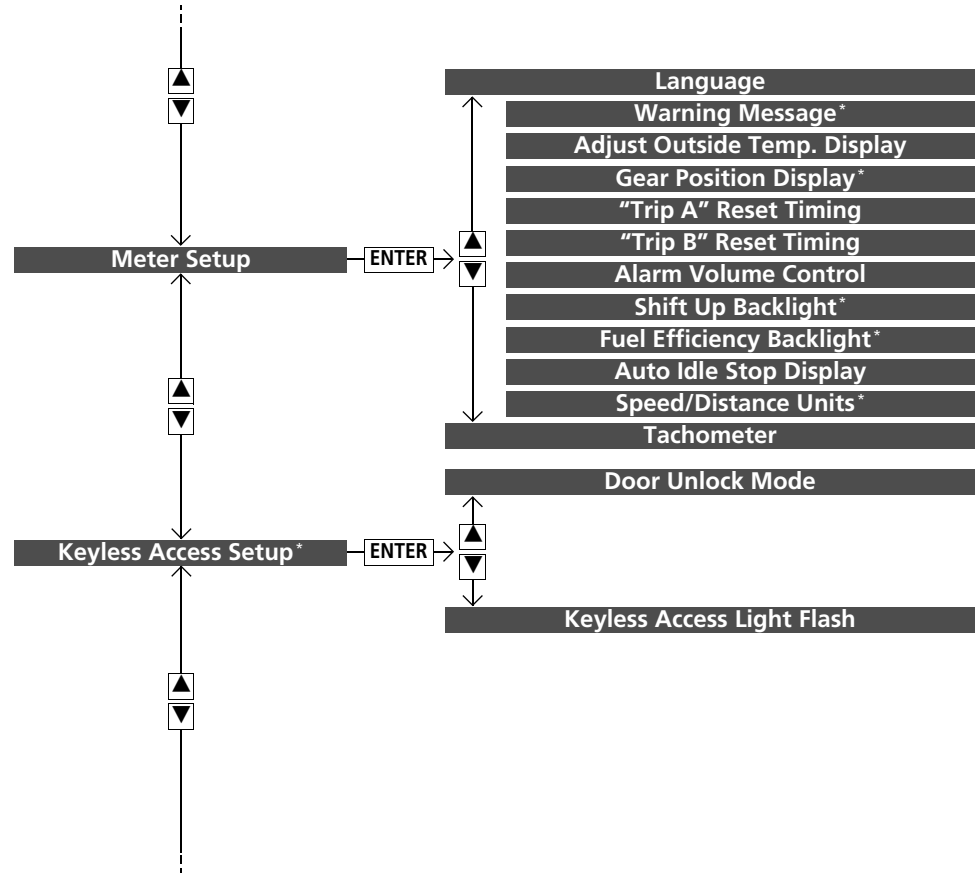 ▲
▼
Language
Warning Message*
Adjust Outside Temp. Display
Gear Position Display*
“Trip A” Reset Timing
“Trip B” Reset Timing
Meter Setup
ENTER
▲
▼
Alarm Volume Control
Shift Up Backlight*
Fuel Efficiency Backlight*
Auto Idle Stop Display
Speed/Distance Units*
Tachometer
▲
▼
Door Unlock Mode
Keyless Access Setup*
ENTER
▲
▼
Keyless Access Light Flash
▲
▼